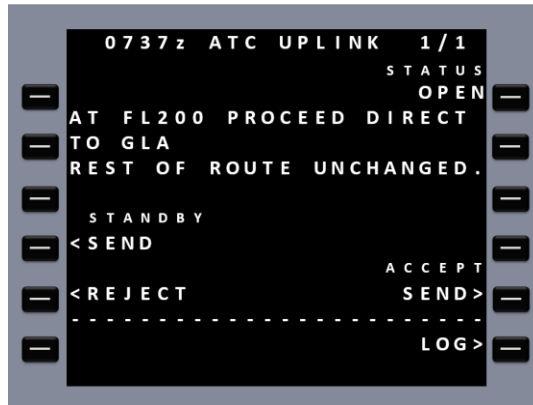 0737z ATC UPLINK 1/1
STATUS
OPEN
AT FL200 PROCEED DIRECT
TO GLA
REST OF ROUTE UNCHANGED.
STANDBY
<SEND
ACCEPT
<REJECT SEND>
- - - - - - - - - - - - - - - - - - - - - - - -
LOG>